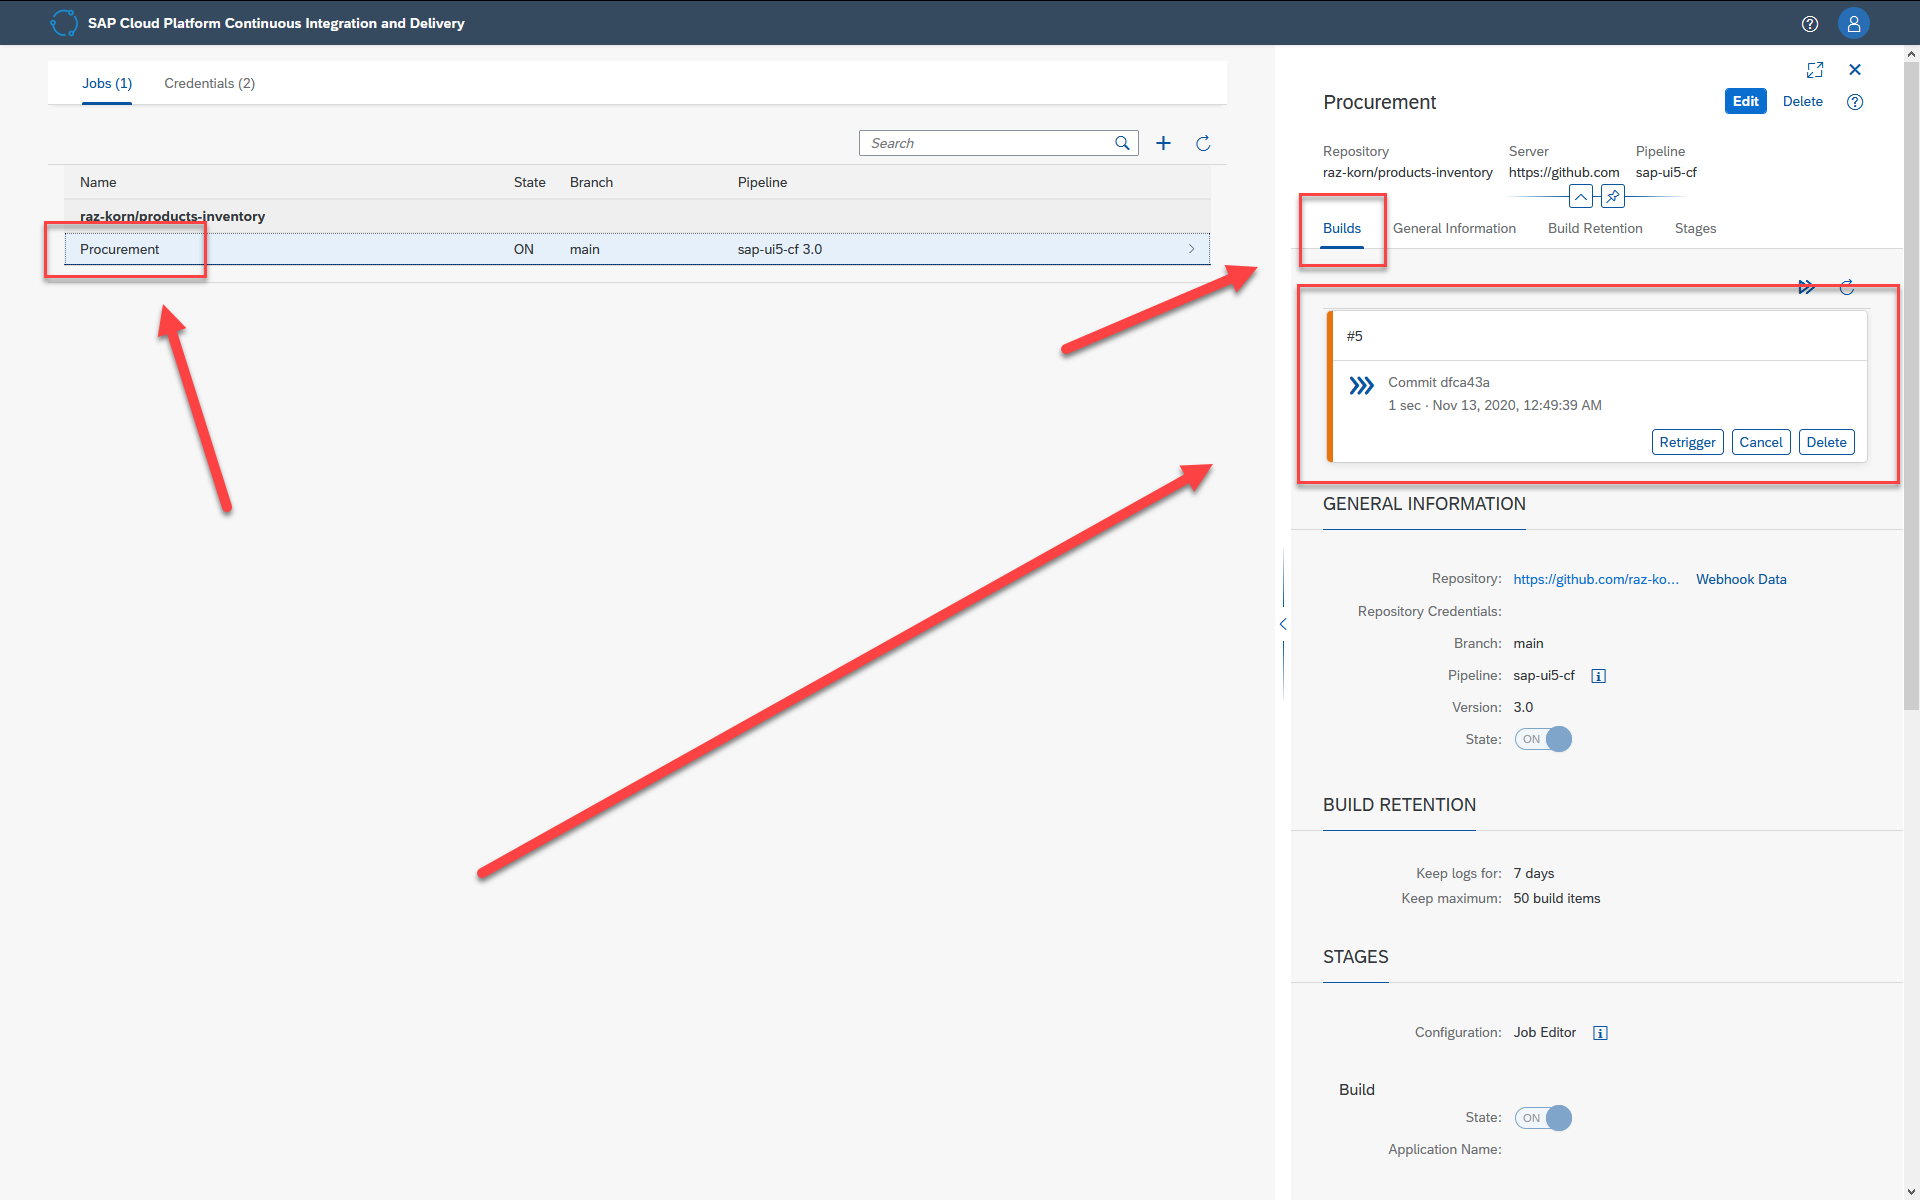 SAP Cloud Platform Continuous Integration and Delivery
Jobs (1) Credentials (2)
Search
Name State Branch Pipeline
raz-korn/products-inventory
Procurement ON main sap-ui5-cf 3.0
Procurement Edit Delete
Repository Server Pipeline
raz-korn/products-inventory https://github.com sap-ui5-cf
Builds General Information Build Retention Stages
#5
Commit dfca43a
1 sec · Nov 13, 2020, 12:49:39 AM
Retrigger Cancel Delete
GENERAL INFORMATION
Repository: https://github.com/raz-ko... Webhook Data
Repository Credentials:
Branch: main
Pipeline: sap-ui5-cf
Version: 3.0
State: ON
BUILD RETENTION
Keep logs for: 7 days
Keep maximum: 50 build items
STAGES
Configuration: Job Editor
Build
State: ON
Application Name: